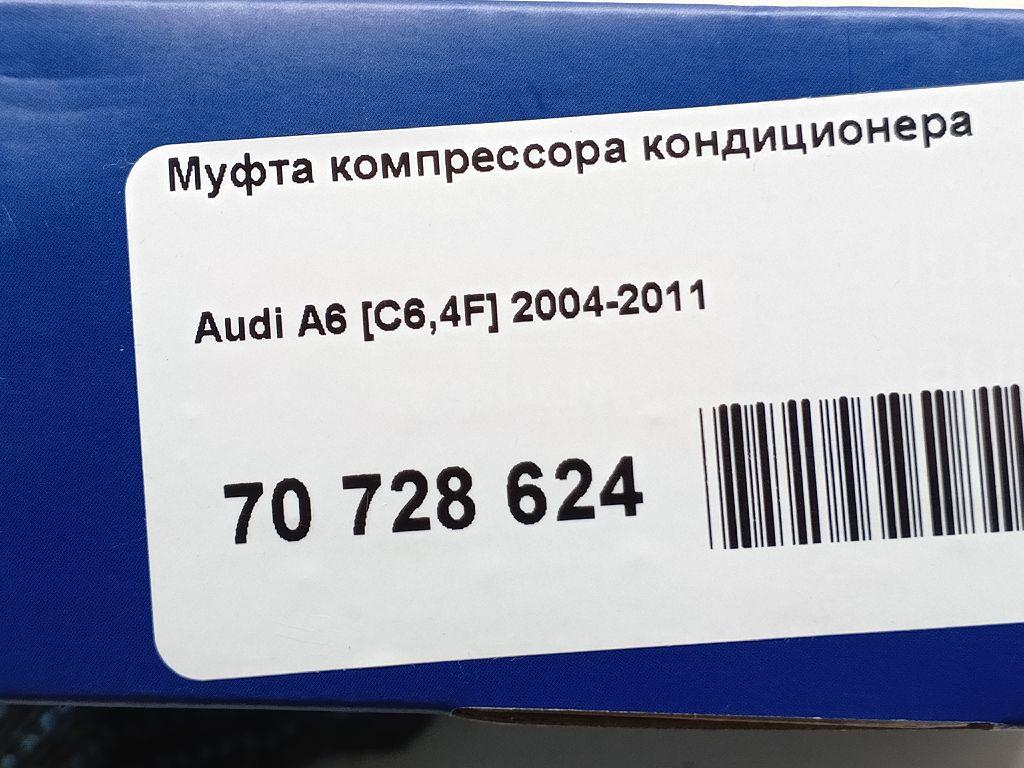 Муфта компрессора кондиционера
Audi A6 [C6,4F] 2004-2011
70 728 624